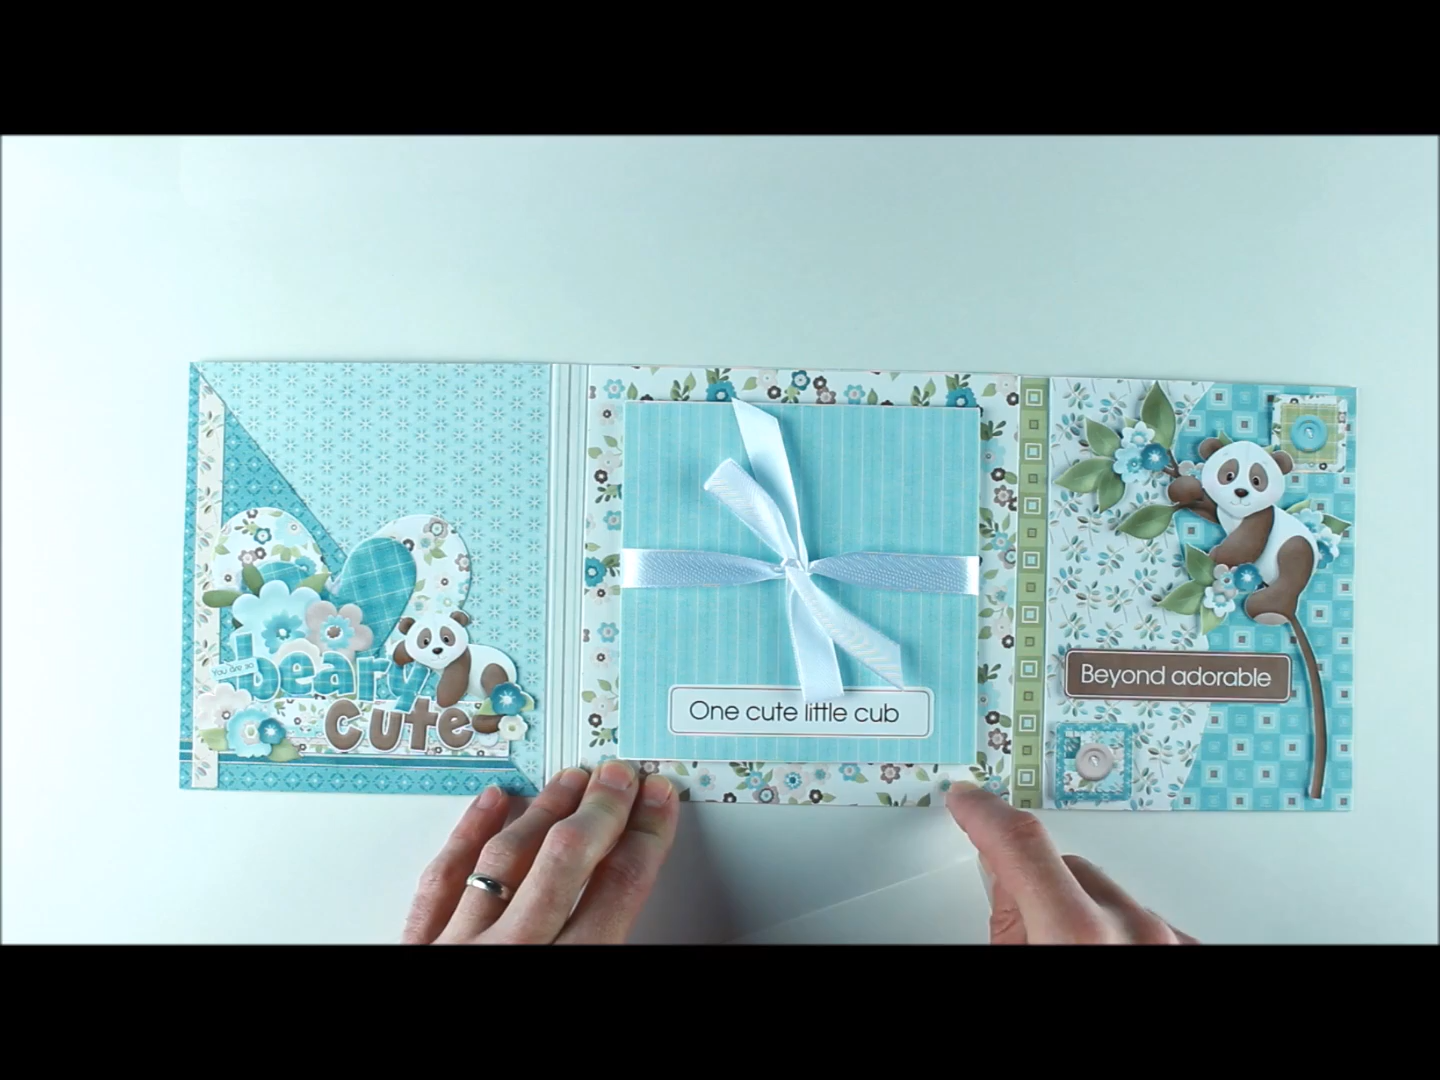 You are so
beary
cute
One cute little cub
Beyond adorable